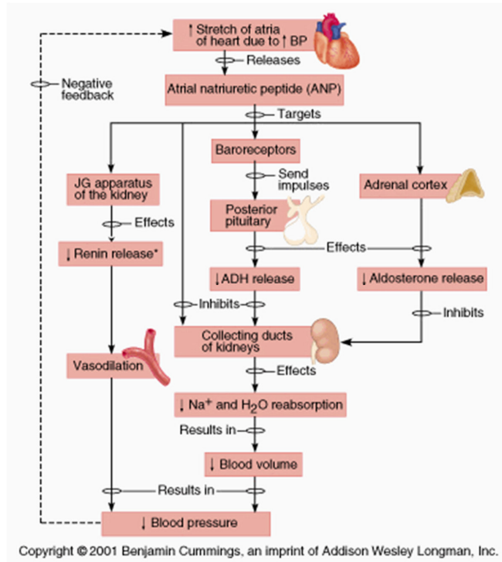 ↑ Stretch of atria
of heart due to ↑ BP
Releases
Negative
feedback
Atrial natriuretic peptide (ANP)
Targets
Baroreceptors
JG apparatus
of the kidney
Send
impulses
Adrenal cortex
Posterior
pituitary
Effects
Effects
↓ Renin release*
↓ ADH release
↓ Aldosterone release
Inhibits
Inhibits
Collecting ducts
of kidneys
Vasodilation
Effects
↓ Na⁺ and H₂O reabsorption
Results in
↓ Blood volume
Results in
↓ Blood pressure
Copyright © 2001 Benjamin Cummings, an imprint of Addison Wesley Longman, Inc.